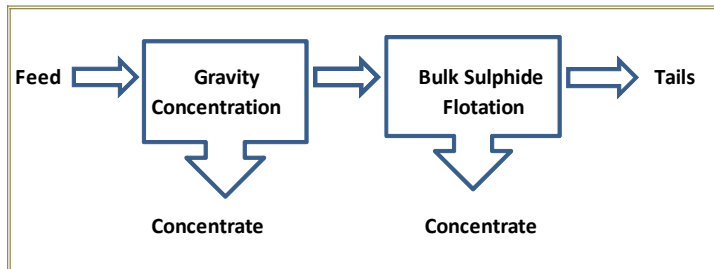 Feed
Gravity
Concentration
Bulk Sulphide
Flotation
Tails
Concentrate
Concentrate